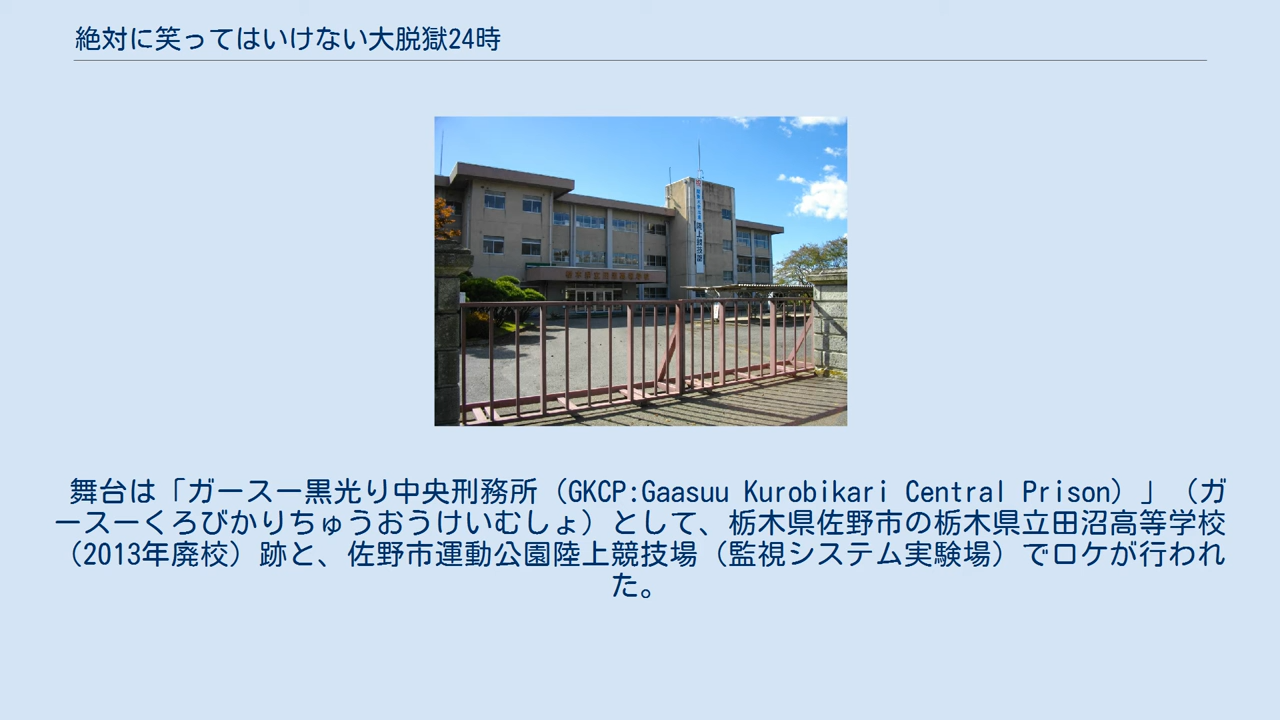 絶対に笑ってはいけない大脱獄24時
陸上競技部
舞台は「ガースー黒光り中央刑務所（GKCP:Gaasuu Kurobikari Central Prison）」（ガ
ースーくろびかりちゅうおうけいむしょ）として、栃木県佐野市の栃木県立田沼高等学校
（2013年廃校）跡と、佐野市運動公園陸上競技場（監視システム実験場）でロケが行われ
た。